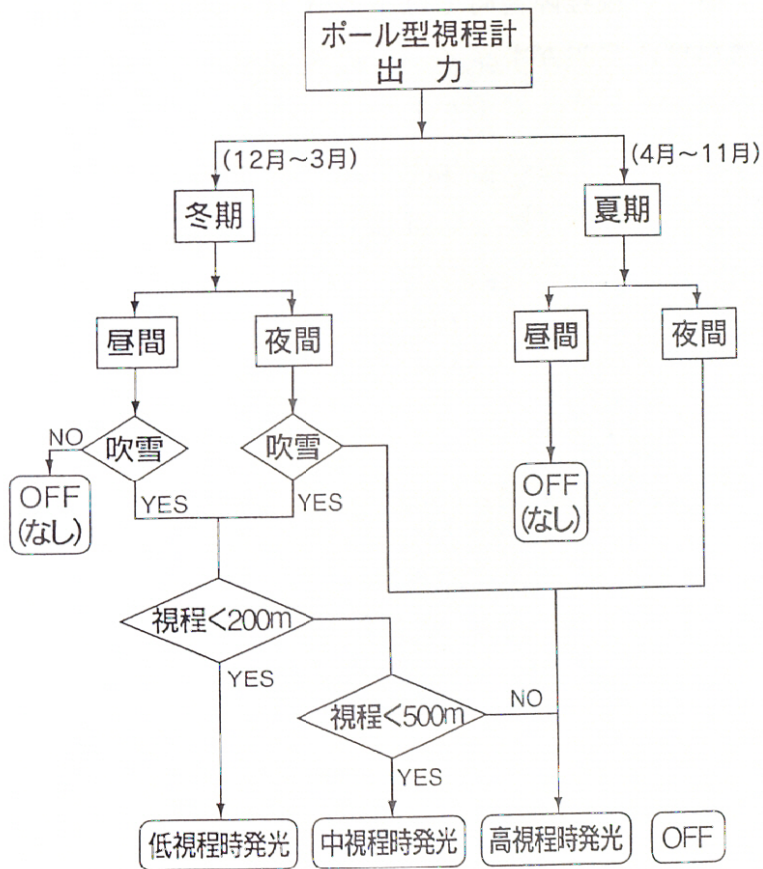 ポール型視程計
出 力
(12月～3月)
(4月～11月)
冬期
夏期
昼間
夜間
昼間
夜間
NO
吹雪
吹雪
OFF
(なし)
YES
YES
OFF
(なし)
視程<200m
YES
視程<500m
NO
YES
低視程時発光
中視程時発光
高視程時発光
OFF